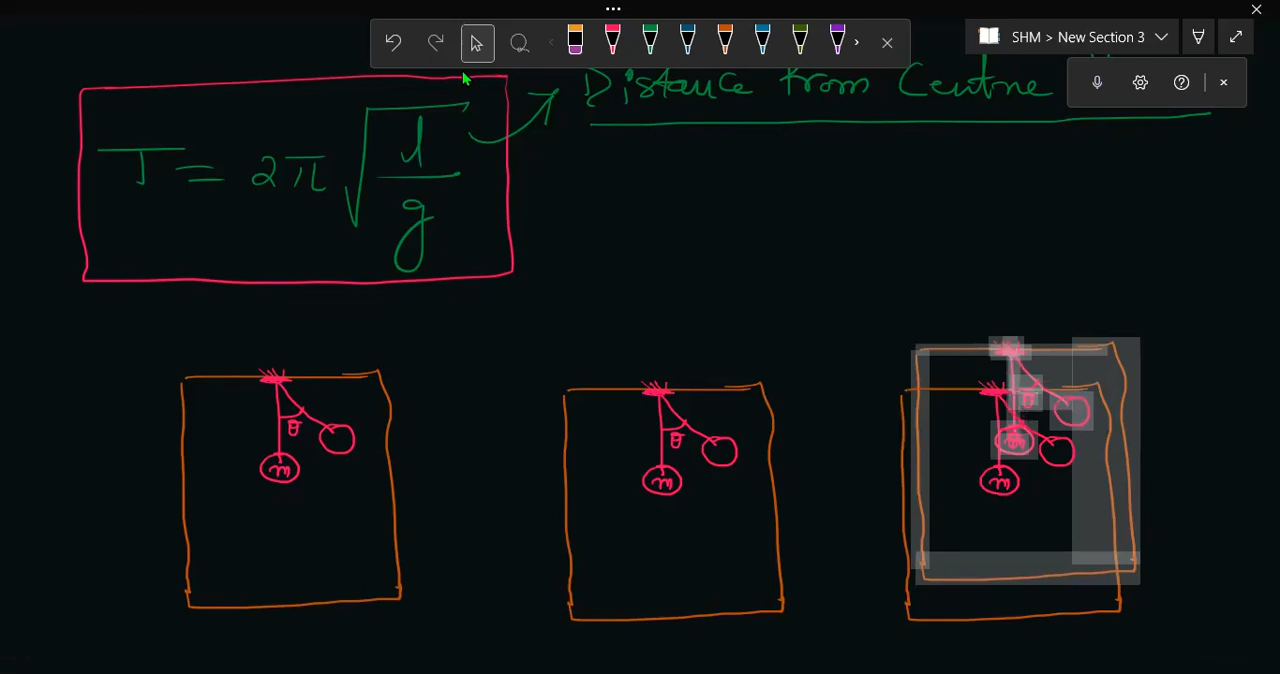 SHM > New Section 3
Distance from Centre
T = 2π √(l/g)
θ
m
θ
m
θ
m
θ
m